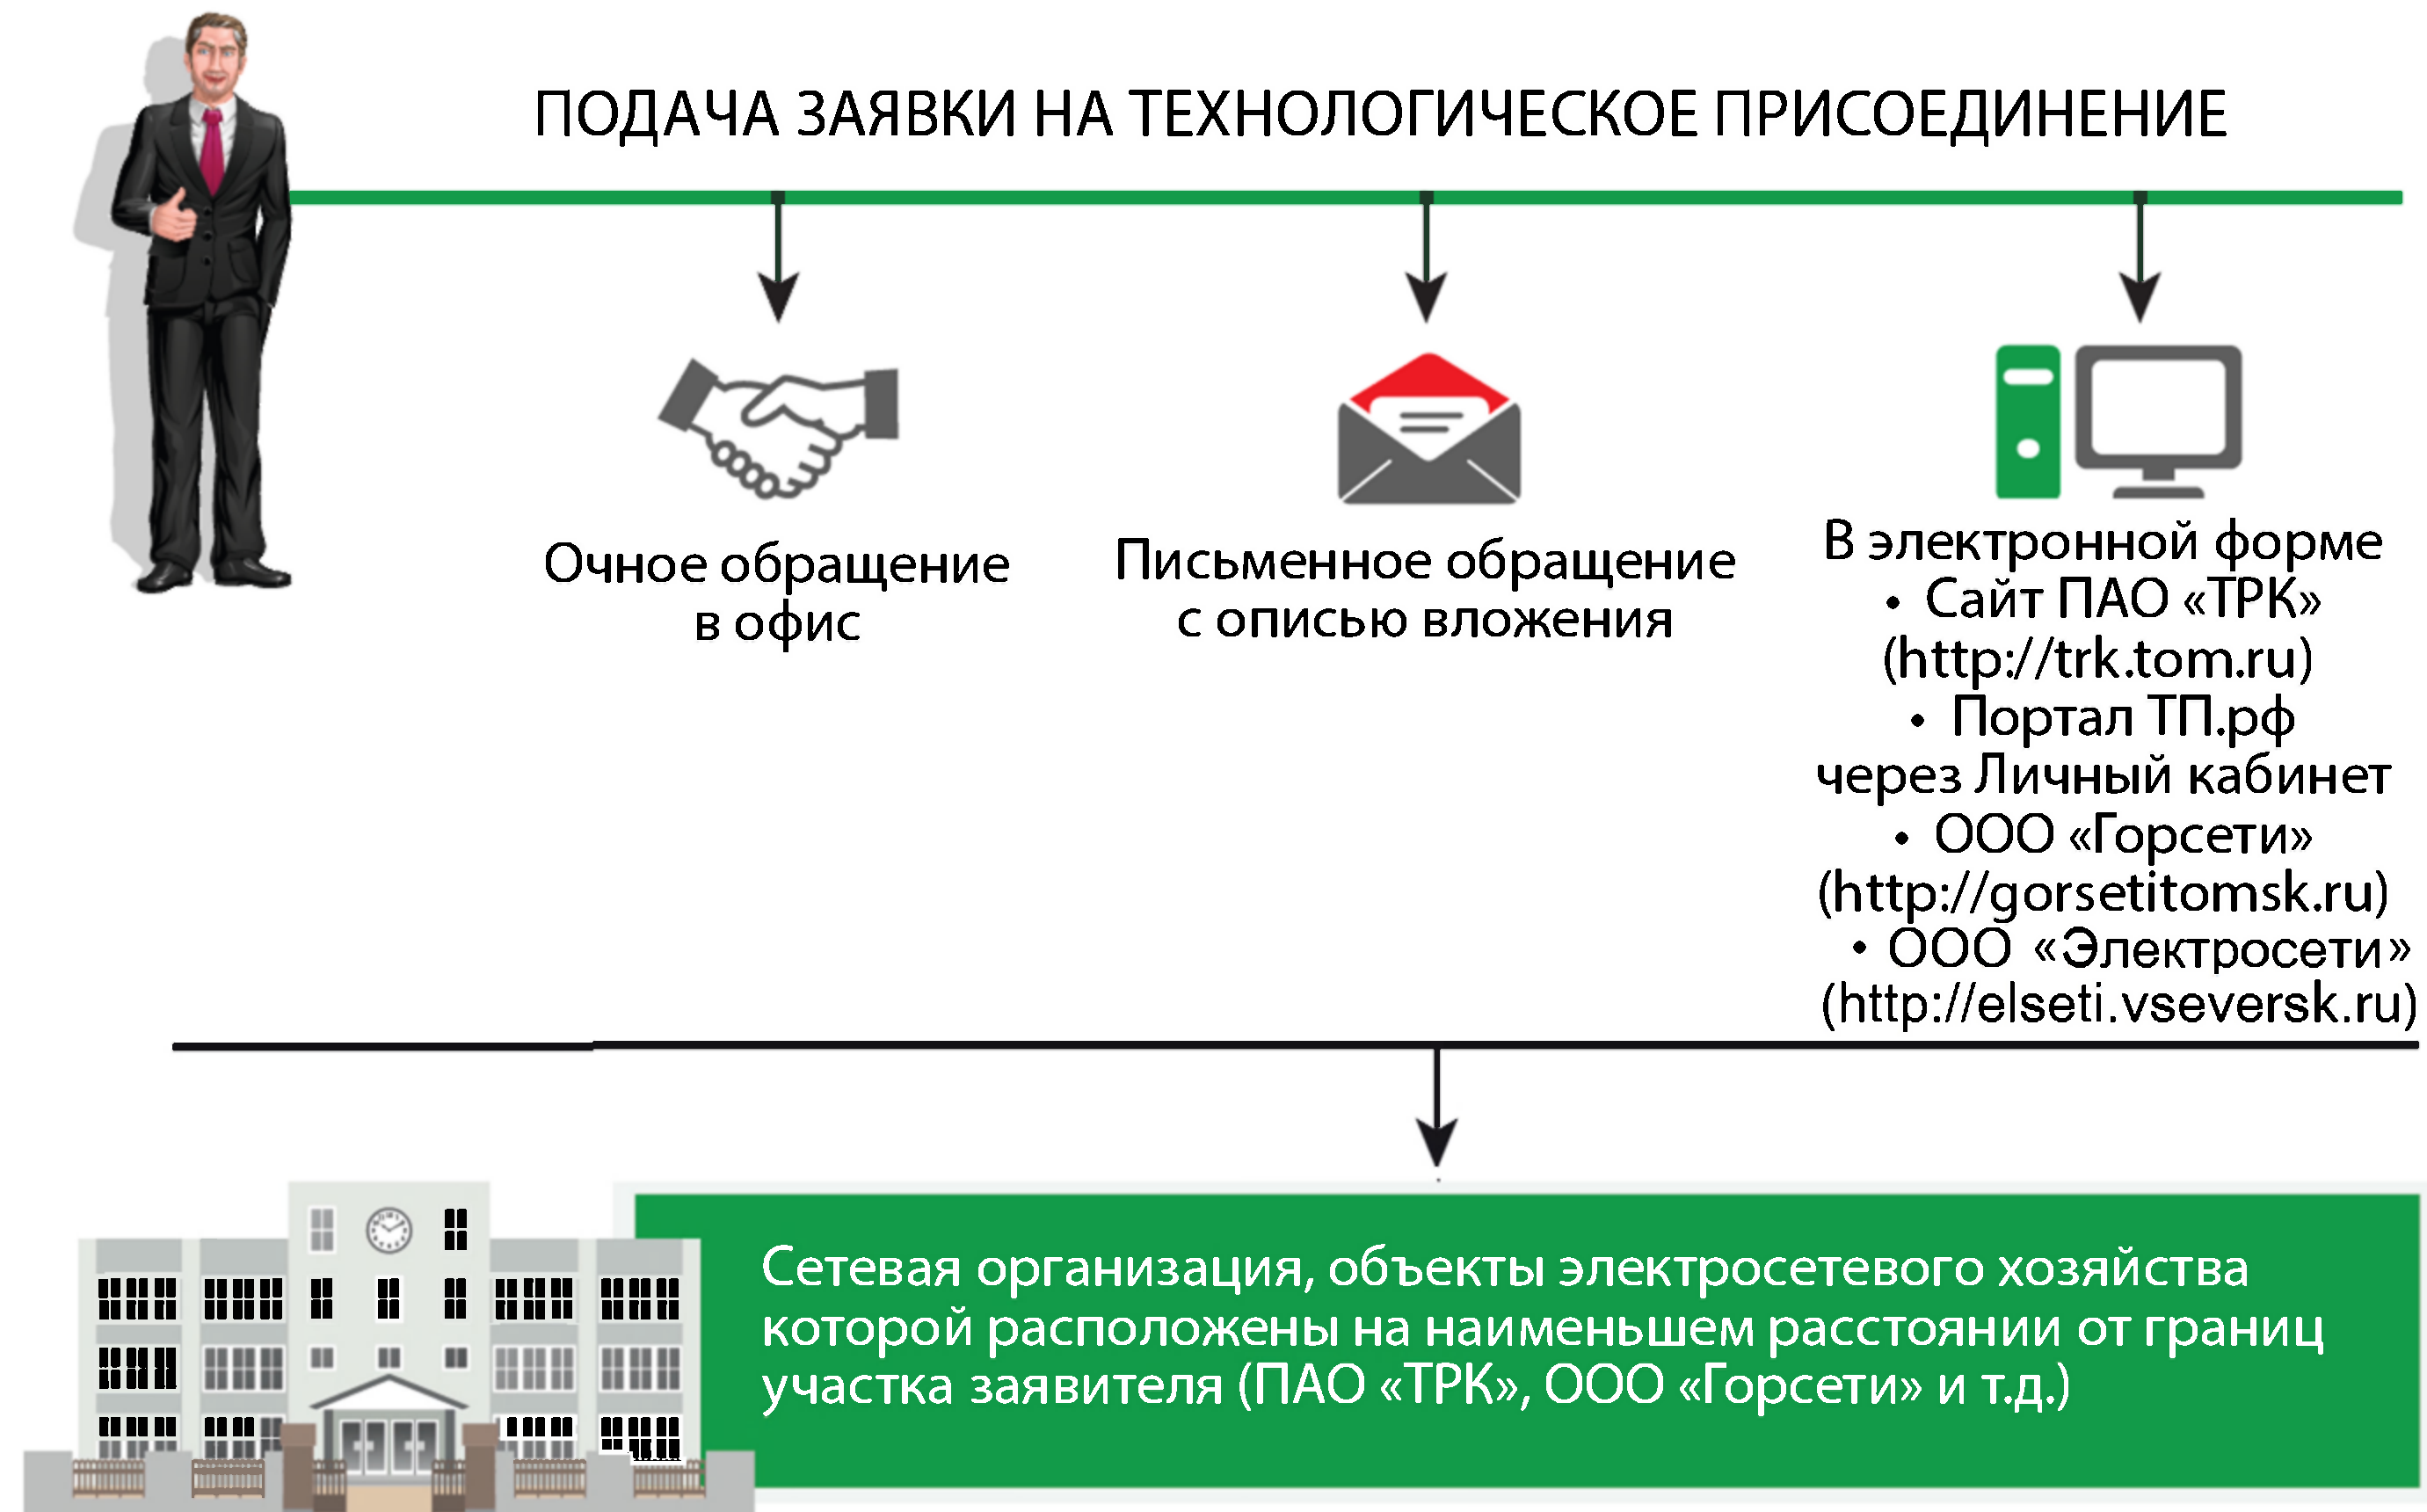 ПОДАЧА ЗАЯВКИ НА ТЕХНОЛОГИЧЕСКОЕ ПРИСОЕДИНЕНИЕ
Очное обращение
в офис
Письменное обращение
с описью вложения
В электронной форме
• Сайт ПАО «ТРК»
(http://trk.tom.ru)
• Портал ТП.рф
через Личный кабинет
• ООО «Горсети»
(http://gorsetitomsk.ru)
• ООО «Электросети»
(http://elseti.vseversk.ru)
Сетевая организация, объекты электросетевого хозяйства
которой расположены на наименьшем расстоянии от границ
участка заявителя (ПАО «ТРК», ООО «Горсети» и т.д.)